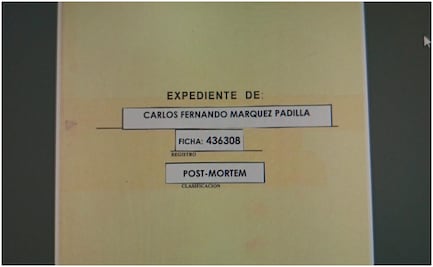 EXPEDIENTE DE:
CARLOS FERNANDO MARQUEZ PADILLA
FICHA: 436308
REGISTRO
POST-MORTEM
CLASIFICACION